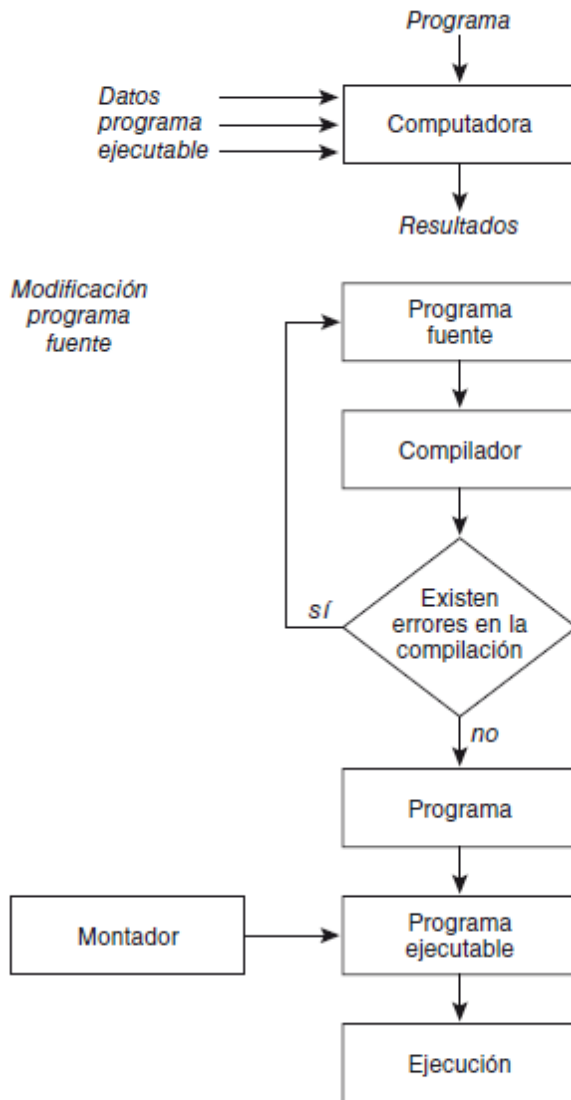 Programa
Datos
programa
ejecutable
Computadora
Resultados
Modificación
programa
fuente
Programa
fuente
Compilador
sí
Existen
errores en la
compilación
no
Programa
Montador
Programa
ejecutable
Ejecución